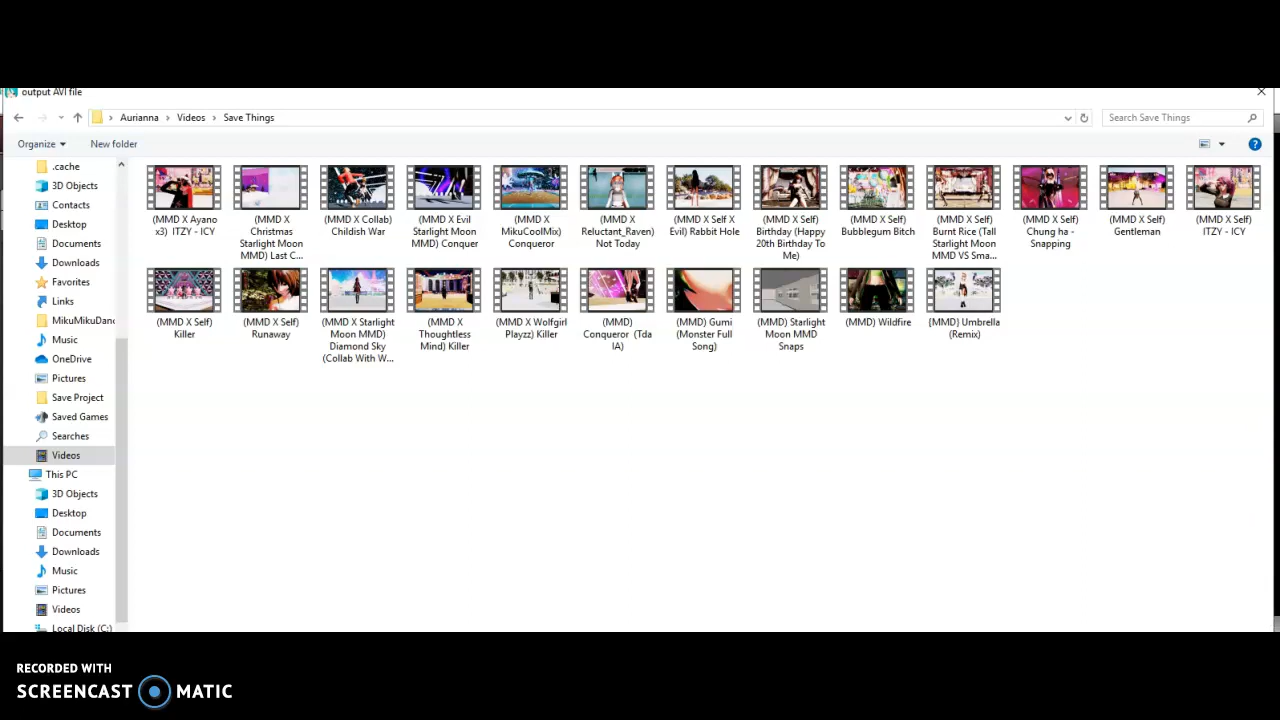 output AVI file
Aurianna > Videos > Save Things
Search Save Things
Organize
New folder
.cache
3D Objects
Contacts
Desktop
Documents
Downloads
Favorites
Links
MikuMikuDanc
Music
OneDrive
Pictures
Save Project
Saved Games
Searches
Videos
This PC
3D Objects
Desktop
Documents
Downloads
Music
Pictures
Videos
Local Disk (C:)
(MMD X Ayano
x3) ITZY - ICY
(MMD X
Christmas
Starlight Moon
MMD) Last C...
(MMD X Collab)
Childish War
(MMD X Evil
Starlight Moon
MMD) Conquer
(MMD X
MikuCoolMix)
Conqueror
(MMD X
Reluctant_Raven)
Not Today
(MMD X Self X
Evil) Rabbit Hole
(MMD X Self)
Birthday (Happy
20th Birthday To
Me)
(MMD X Self)
Bubblegum Bitch
(MMD X Self)
Burnt Rice (Tall
Starlight Moon
MMD VS Sma...
(MMD X Self)
Chung ha -
Snapping
(MMD X Self)
Gentleman
(MMD X Self)
ITZY - ICY
(MMD X Self)
Killer
(MMD X Self)
Runaway
(MMD X Starlight
Moon MMD)
Diamond Sky
(Collab With W...
(MMD X
Thoughtless
Mind) Killer
(MMD X Wolfgirl
Playzz) Killer
(MMD)
Conqueror (Tda
IA)
(MMD) Gumi
(Monster Full
Song)
(MMD) Starlight
Moon MMD
Snaps
(MMD) Wildfire
{MMD} Umbrella
(Remix)
RECORDED WITH
SCREENCAST MATIC